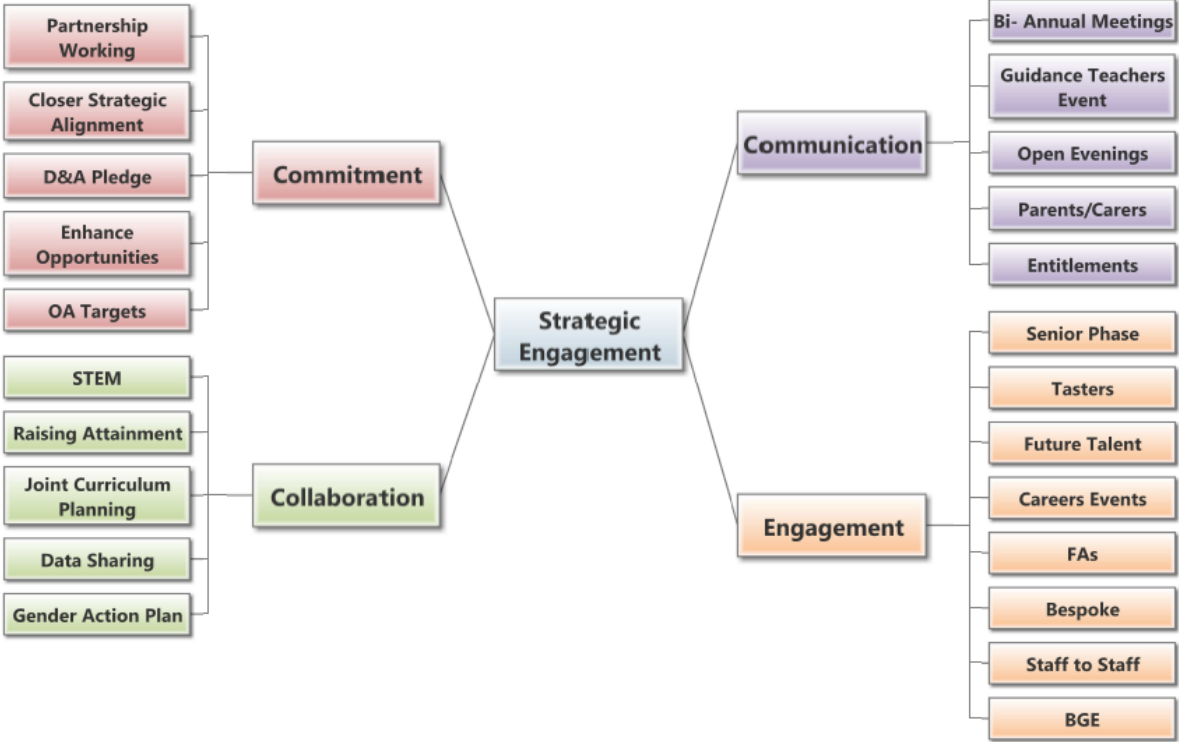 Partnership
Working
Closer Strategic
Alignment
D&A Pledge
Enhance
Opportunities
OA Targets
Commitment
STEM
Raising Attainment
Joint Curriculum
Planning
Data Sharing
Gender Action Plan
Collaboration
Strategic
Engagement
Communication
Bi- Annual Meetings
Guidance Teachers
Event
Open Evenings
Parents/Carers
Entitlements
Engagement
Senior Phase
Tasters
Future Talent
Careers Events
FAs
Bespoke
Staff to Staff
BGE